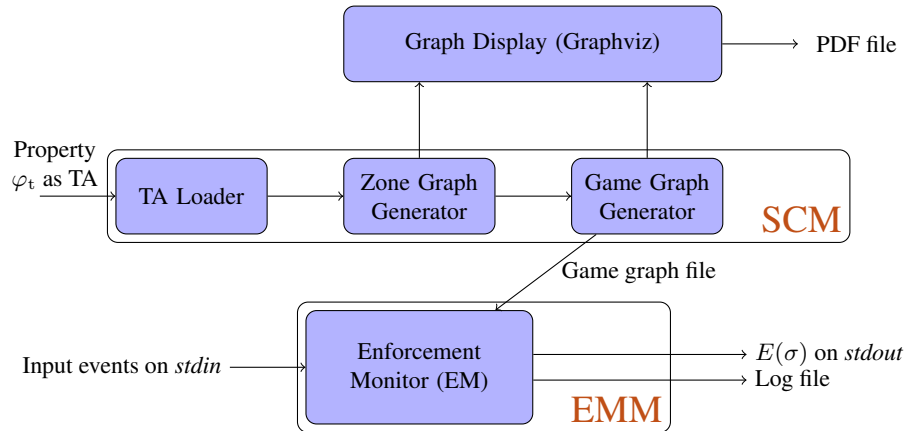 Graph Display (Graphviz)
PDF file
Property
φt as TA
TA Loader
Zone Graph
Generator
Game Graph
Generator
SCM
Game graph file
Input events on stdin
Enforcement
Monitor (EM)
E(σ) on stdout
Log file
EMM